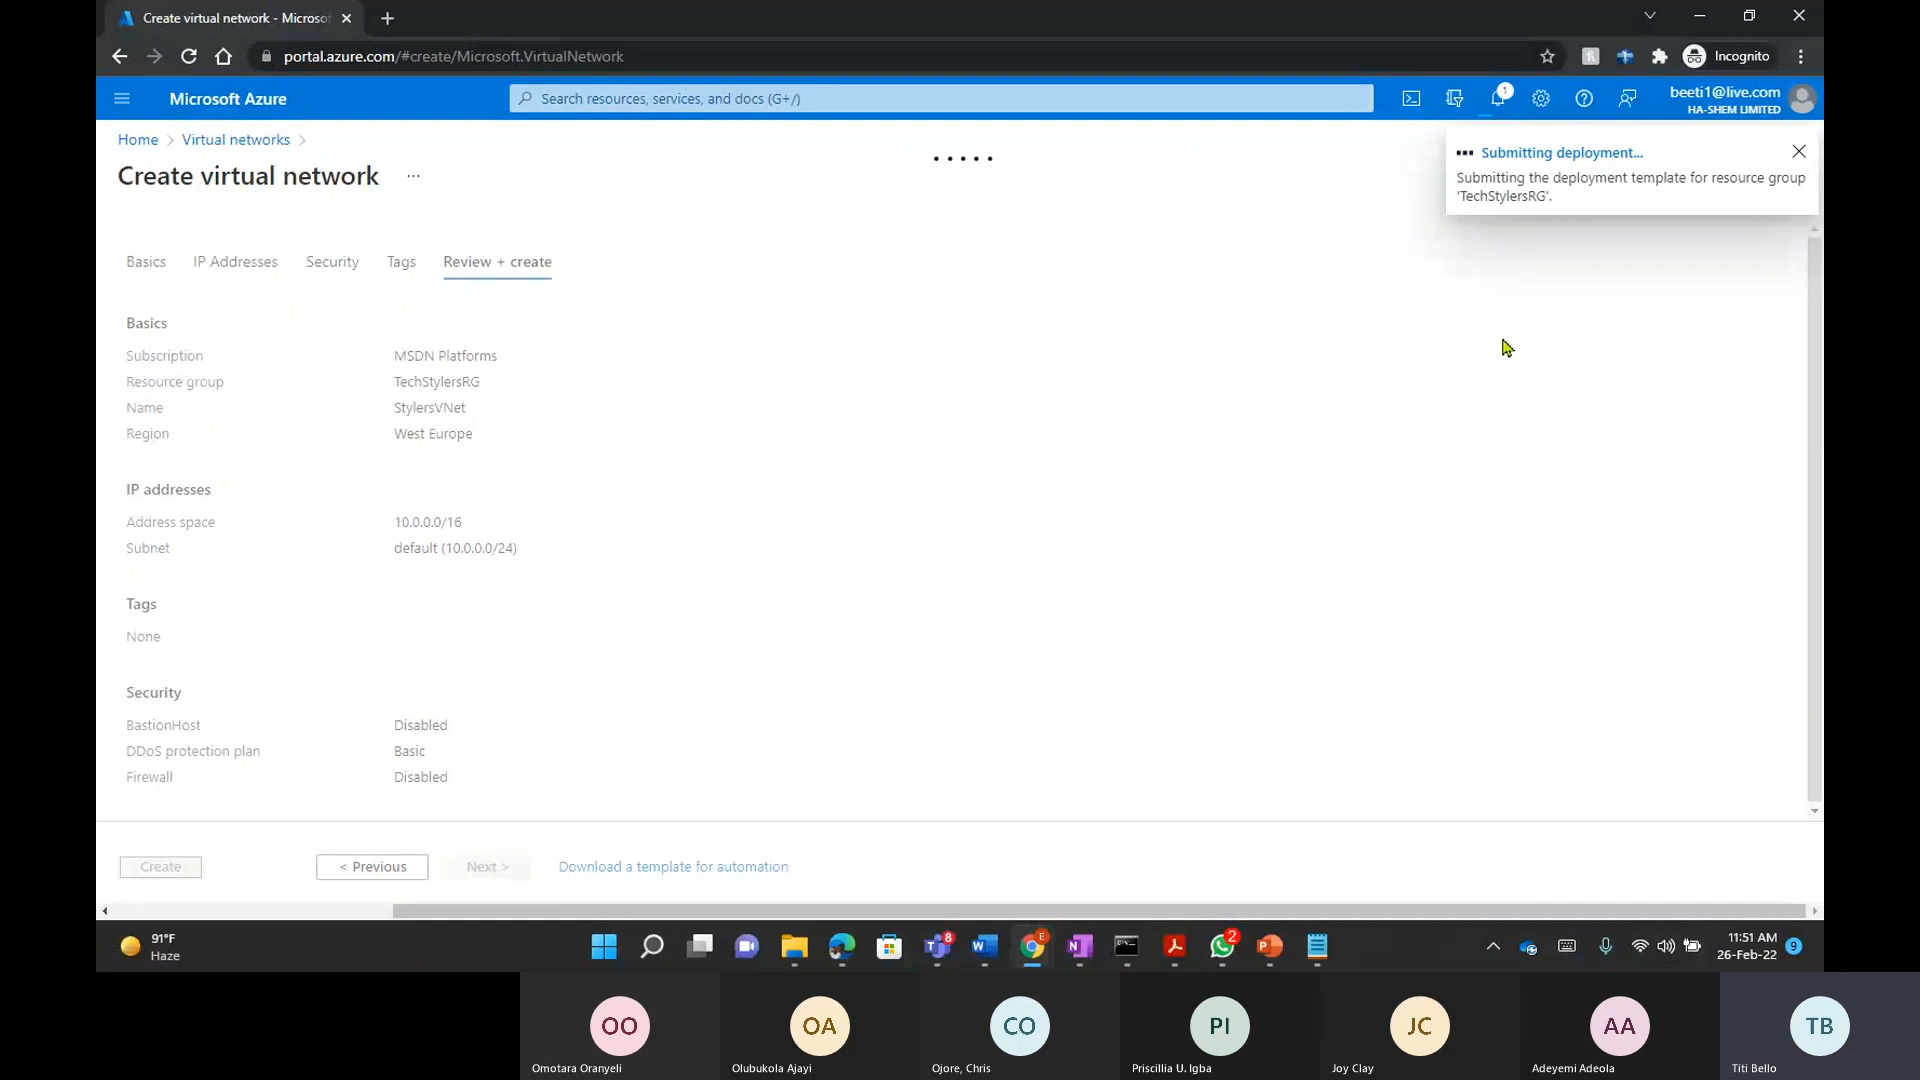 Create virtual network - Microsof
portal.azure.com/#create/Microsoft.VirtualNetwork
Incognito
Microsoft Azure
Search resources, services, and docs (G+/)
1
beeti1@live.com
HA-SHEM LIMITED
Home > Virtual networks >
Create virtual network ...
Submitting deployment...
Submitting the deployment template for resource group
'TechStylersRG'.
Basics IP Addresses Security Tags Review + create
Basics
Subscription MSDN Platforms
Resource group TechStylersRG
Name StylersVNet
Region West Europe
IP addresses
Address space 10.0.0.0/16
Subnet default (10.0.0.0/24)
Tags
None
Security
BastionHost Disabled
DDoS protection plan Basic
Firewall Disabled
Create < Previous Next > Download a template for automation
91°F
Haze
8
E
2
11:51 AM
26-Feb-22
9
OO OA CO PI JC AA TB
Omotara Oranyeli Olubukola Ajayi Ojore, Chris Priscillia U. Igba Joy Clay Adeyemi Adeola Titi Bello